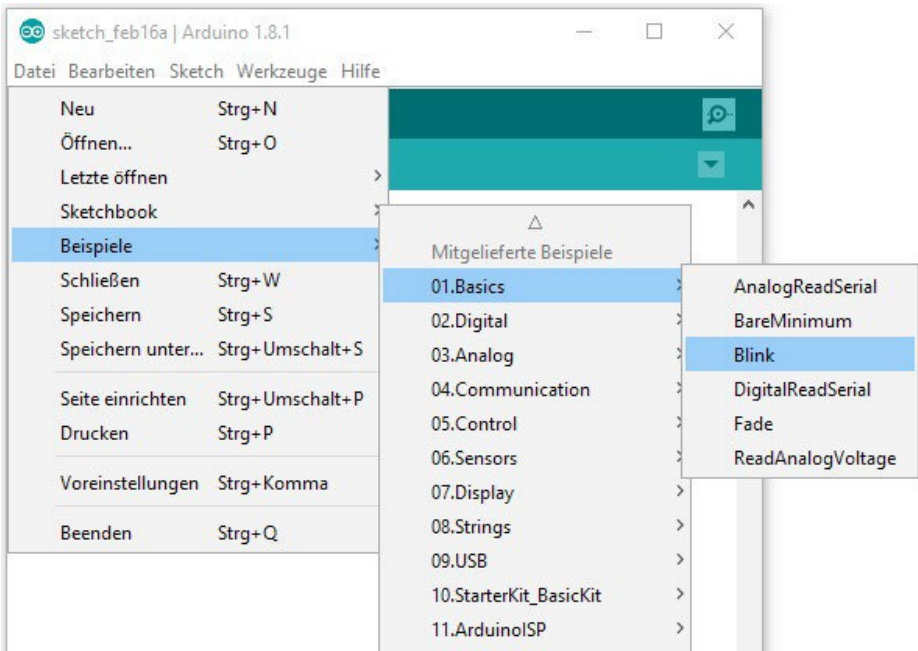 sketch_feb16a | Arduino 1.8.1
Datei Bearbeiten Sketch Werkzeuge Hilfe
Neu Strg+N
Öffnen... Strg+O
Letzte öffnen
Sketchbook
Beispiele
Schließen Strg+W
Speichern Strg+S
Speichern unter... Strg+Umschalt+S
Seite einrichten Strg+Umschalt+P
Drucken Strg+P
Voreinstellungen Strg+Komma
Beenden Strg+Q
Mitgelieferte Beispiele
01.Basics
02.Digital
03.Analog
04.Communication
05.Control
06.Sensors
07.Display
08.Strings
09.USB
10.StarterKit_BasicKit
11.ArduinoISP
AnalogReadSerial
BareMinimum
Blink
DigitalReadSerial
Fade
ReadAnalogVoltage